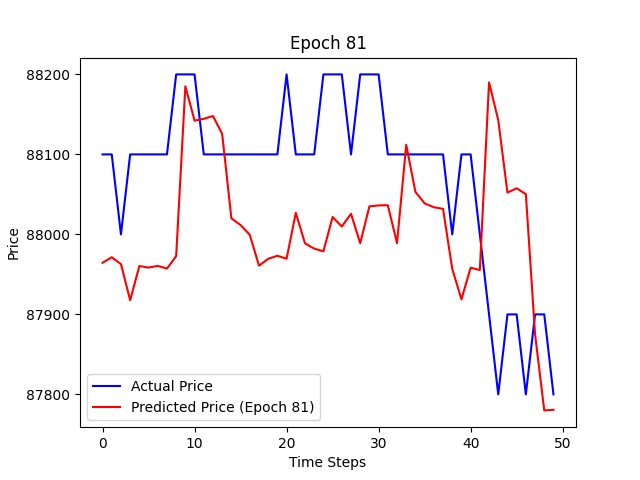 Epoch 81
Price
88200
88100
88000
87900
87800
Actual Price
Predicted Price (Epoch 81)
0 10 20 30 40 50
Time Steps